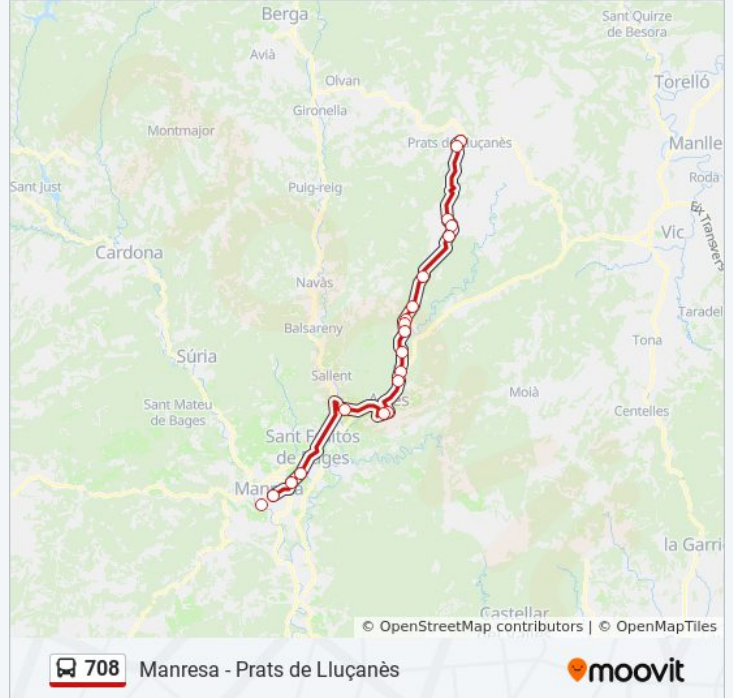 Berga
Sant Quirze
de Besora
Avià
Olvan
Torelló
Gironella
Montmajor
Prats de Lluçanès
Manlle
Roda
Sant Just
Puig-reig
Ex Transvers
Vic
Cardona
Navàs
Taradel
Balsareny
Tona
Súria
Sallent
Moià
Sant Mateu
de Bages
Centelles
Sant Fruitós
de Bages
Manresa
la Garri
Castellar
© OpenStreetMap contributors | © OpenMapTiles
708 Manresa - Prats de Lluçanès
moovit